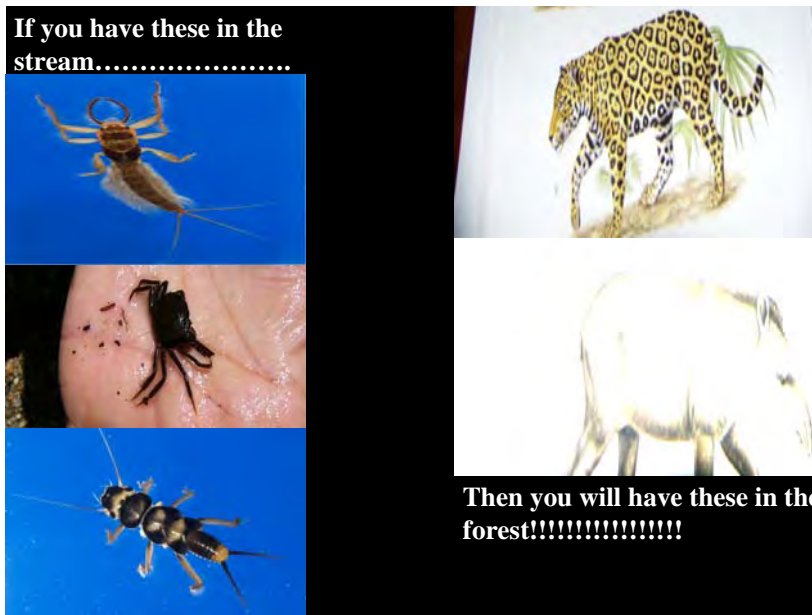 If you have these in the
stream......................
Then you will have these in the
forest!!!!!!!!!!!!!!!!!